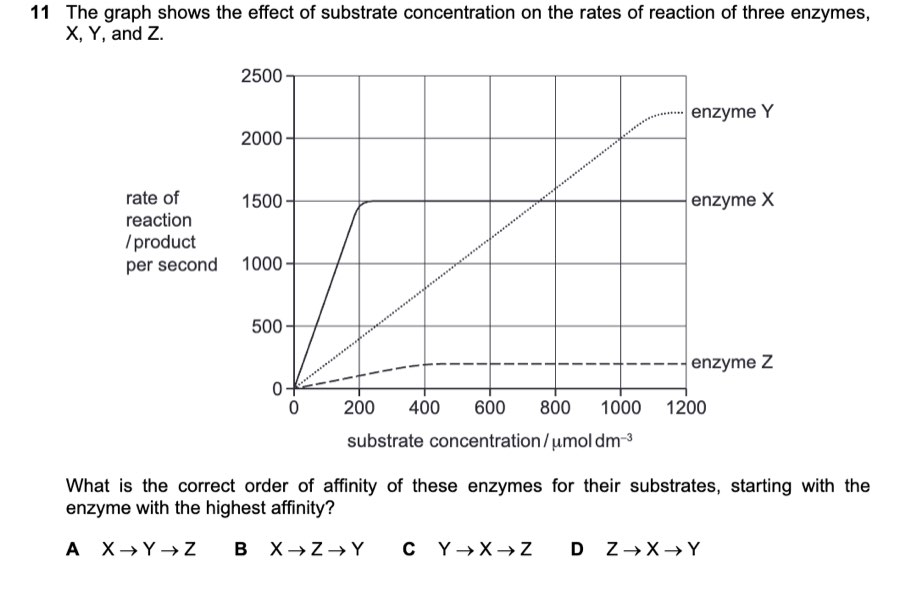 11 The graph shows the effect of substrate concentration on the rates of reaction of three enzymes,
X, Y, and Z.
2500
2000
1500
1000
500
0
rate of
reaction
/product
per second
enzyme Y
enzyme X
enzyme Z
0 200 400 600 800 1000 1200
substrate concentration/μmol dm⁻³
What is the correct order of affinity of these enzymes for their substrates, starting with the
enzyme with the highest affinity?
A X → Y → Z B X → Z → Y C Y → X → Z D Z → X → Y